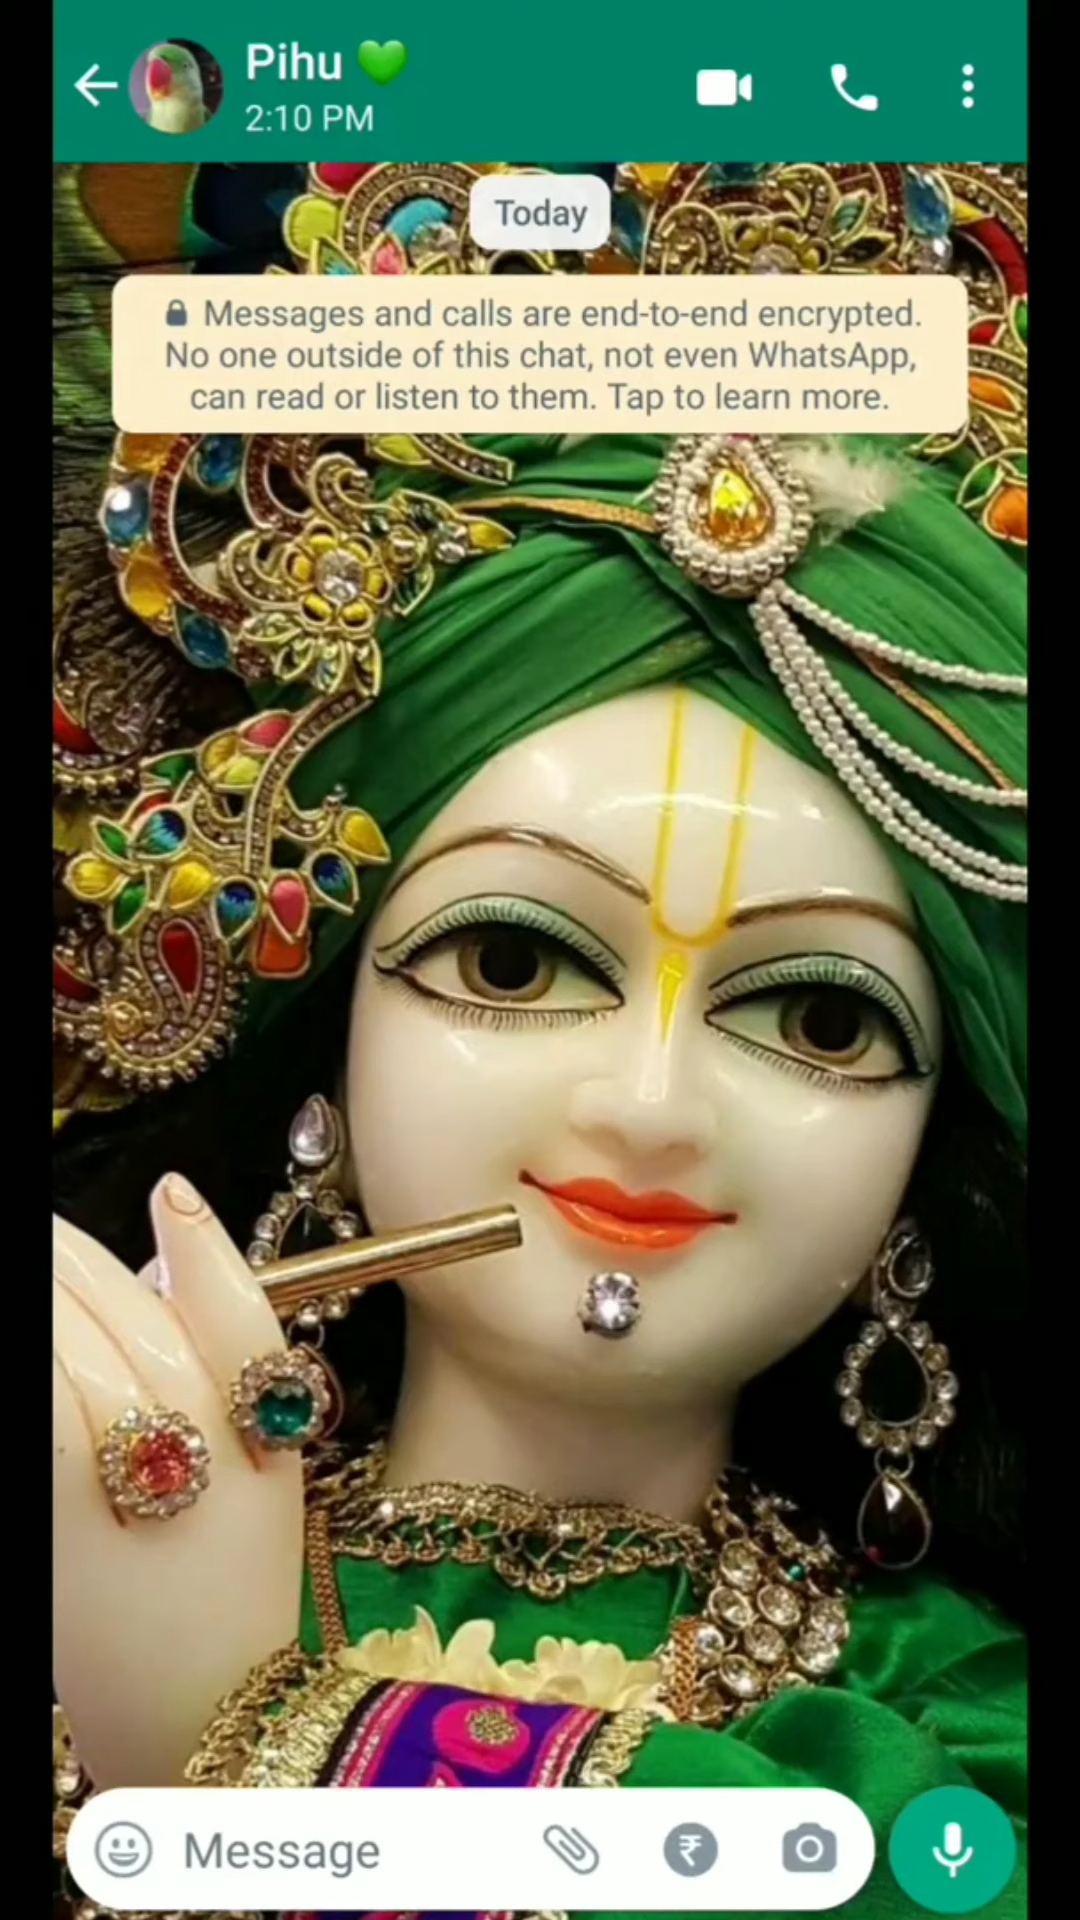 Pihu 💚
2:10 PM
Today
Messages and calls are end-to-end encrypted.
No one outside of this chat, not even WhatsApp,
can read or listen to them. Tap to learn more.
Message